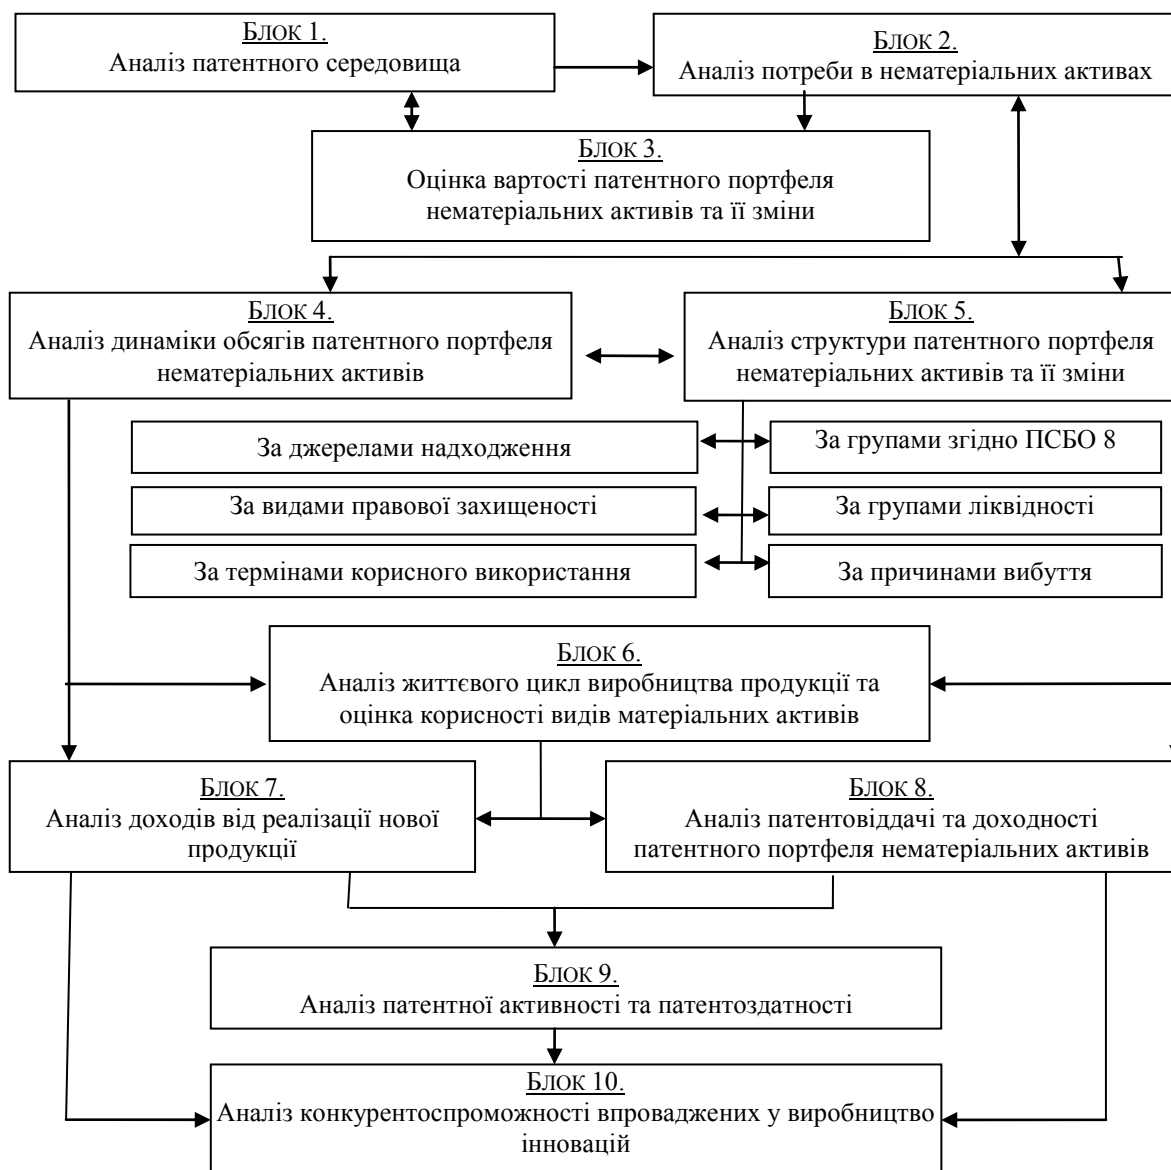 БЛОК 1.
Аналіз патентного середовища
БЛОК 2.
Аналіз потреби в нематеріальних активах
БЛОК 3.
Оцінка вартості патентного портфеля
нематеріальних активів та її зміни
БЛОК 4.
Аналіз динаміки обсягів патентного портфеля
нематеріальних активів
БЛОК 5.
Аналіз структури патентного портфеля
нематеріальних активів та її зміни
За джерелами надходження
За групами згідно ПСБО 8
За видами правової захищеності
За групами ліквідності
За термінами корисного використання
За причинами вибуття
БЛОК 6.
Аналіз життєвого цикл виробництва продукції та
оцінка корисності видів матеріальних активів
БЛОК 7.
Аналіз доходів від реалізації нової
продукції
БЛОК 8.
Аналіз патентовіддачі та доходності
патентного портфеля нематеріальних активів
БЛОК 9.
Аналіз патентної активності та патентоздатності
БЛОК 10.
Аналіз конкурентоспроможності впроваджених у виробництво
інновацій